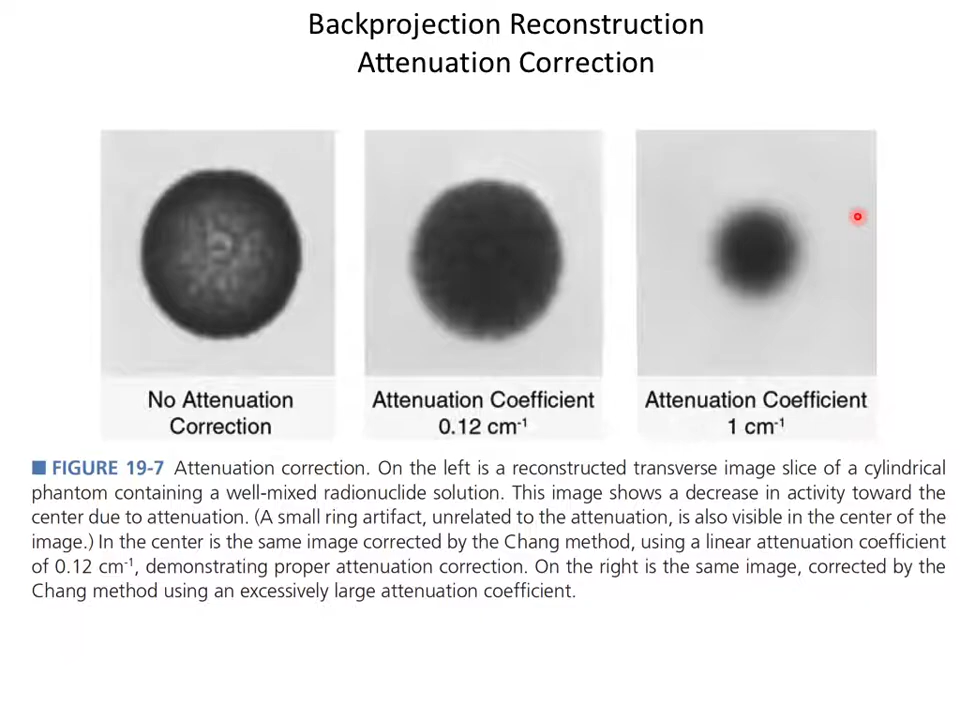 Backprojection Reconstruction
Attenuation Correction
No Attenuation
Correction
Attenuation Coefficient
0.12 cm⁻¹
Attenuation Coefficient
1 cm⁻¹
■ FIGURE 19-7 Attenuation correction. On the left is a reconstructed transverse image slice of a cylindrical
phantom containing a well-mixed radionuclide solution. This image shows a decrease in activity toward the
center due to attenuation. (A small ring artifact, unrelated to the attenuation, is also visible in the center of the
image.) In the center is the same image corrected by the Chang method, using a linear attenuation coefficient
of 0.12 cm⁻¹, demonstrating proper attenuation correction. On the right is the same image, corrected by the
Chang method using an excessively large attenuation coefficient.